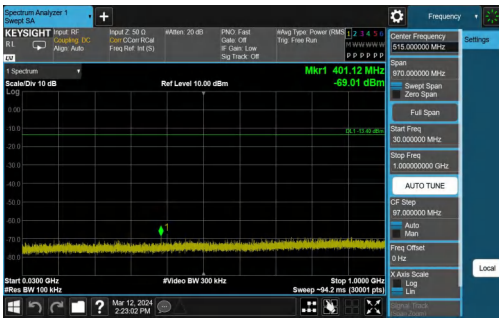 Spectrum Analyzer 1
Swept SA
Frequency
Settings
KEYSIGHT
RL
Input: RF
Coupling: DC
Align: Auto
Input Z: 50 Ω
Corr CCorr RCal
Freq Ref: Int (S)
#Atten: 20 dB
PNO: Fast
Gate: Off
IF Gain: Low
Sig Track: Off
#Avg Type: Power (RMS
Trig: Free Run
1 2 3 4 5 6
M W W W W W
P P P P P P
1 Spectrum
Scale/Div 10 dB
Log
Ref Level 10.00 dBm
Mkr1 401.12 MHz
-69.01 dBm
0.00
-10.0
DL1 -13.40 dBm
-20.0
-30.0
-40.0
-50.0
-60.0
1
-70.0
-80.0
Start 0.0300 GHz
#Res BW 100 kHz
#Video BW 300 kHz
Stop 1.0000 GHz
Sweep ~94.2 ms (30001 pts)
Mar 12, 2024
2:23:02 PM
Center Frequency
515.000000 MHz
Span
970.000000 MHz
Swept Span
Zero Span
Full Span
Start Freq
30.000000 MHz
Stop Freq
1.000000000 GHz
AUTO TUNE
CF Step
97.000000 MHz
Auto
Man
Freq Offset
0 Hz
X Axis Scale
Log
Lin
Local
Signal Track